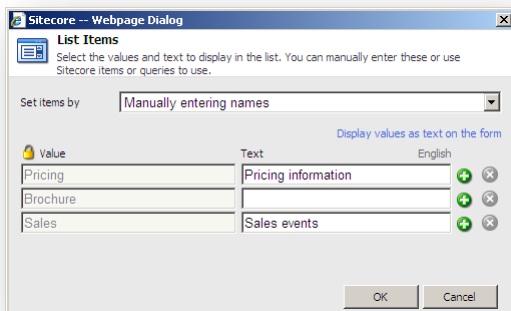 Sitecore -- Webpage Dialog
List Items
Select the values and text to display in the list. You can manually enter these or use
Sitecore items or queries to use.
Set items by Manually entering names
Display values as text on the form
Value Text English
Pricing Pricing information
Brochure
Sales Sales events
OK Cancel